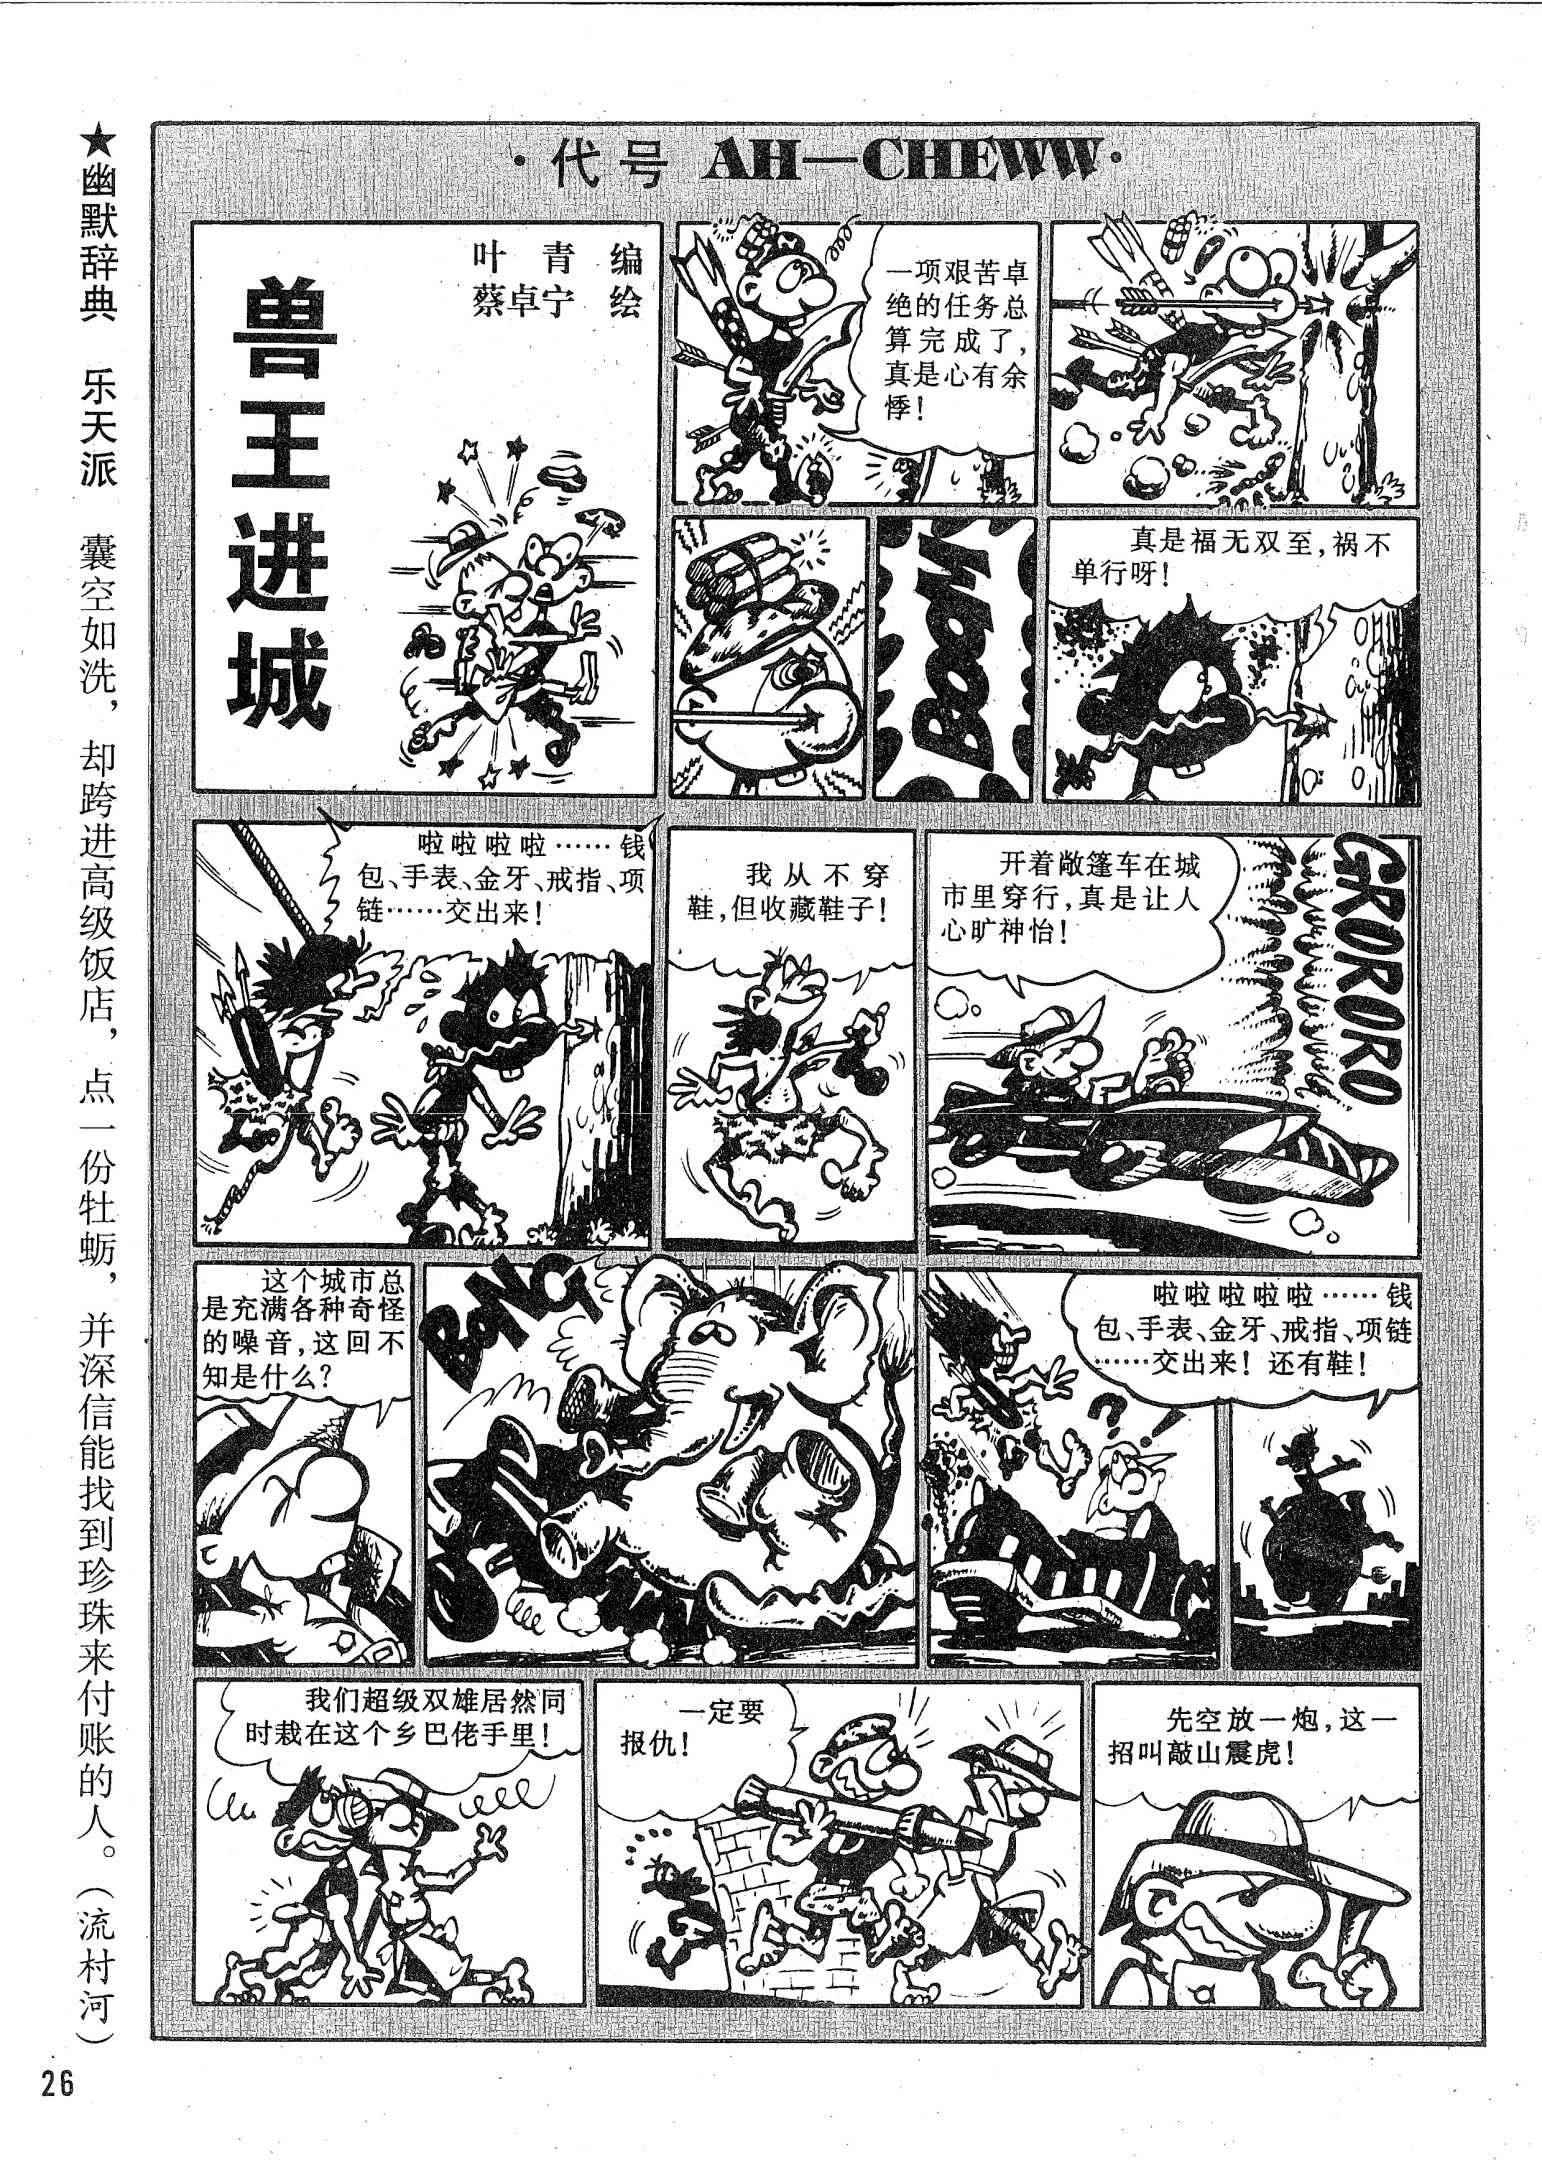 ·代号 AH—CHEWW·
兽王进城
叶 青 编
蔡卓宁 绘
一项艰苦卓
绝的任务总
算完成了，
真是心有余
悸！
BOOM
真是福无双至，祸不
单行呀！
啦啦啦啦……钱
包、手表、金牙、戒指、项
链……交出来！
我从不穿
鞋，但收藏鞋子！
开着敞篷车在城
市里穿行，真是让人
心旷神怡！
GRORORORO
这个城市总
是充满各种奇怪
的噪音，这回不
知是什么？
BONG
?!
啦啦啦啦啦……钱
包、手表、金牙、戒指、项链
……交出来！还有鞋！
我们超级双雄居然同
时栽在这个乡巴佬手里！
一定要
报仇！
先空放一炮，这一
招叫敲山震虎！
★幽默辞典 乐天派 囊空如洗，却跨进高级饭店，点一份牡蛎，并深信能找到珍珠来付账的人。（流村河）
26